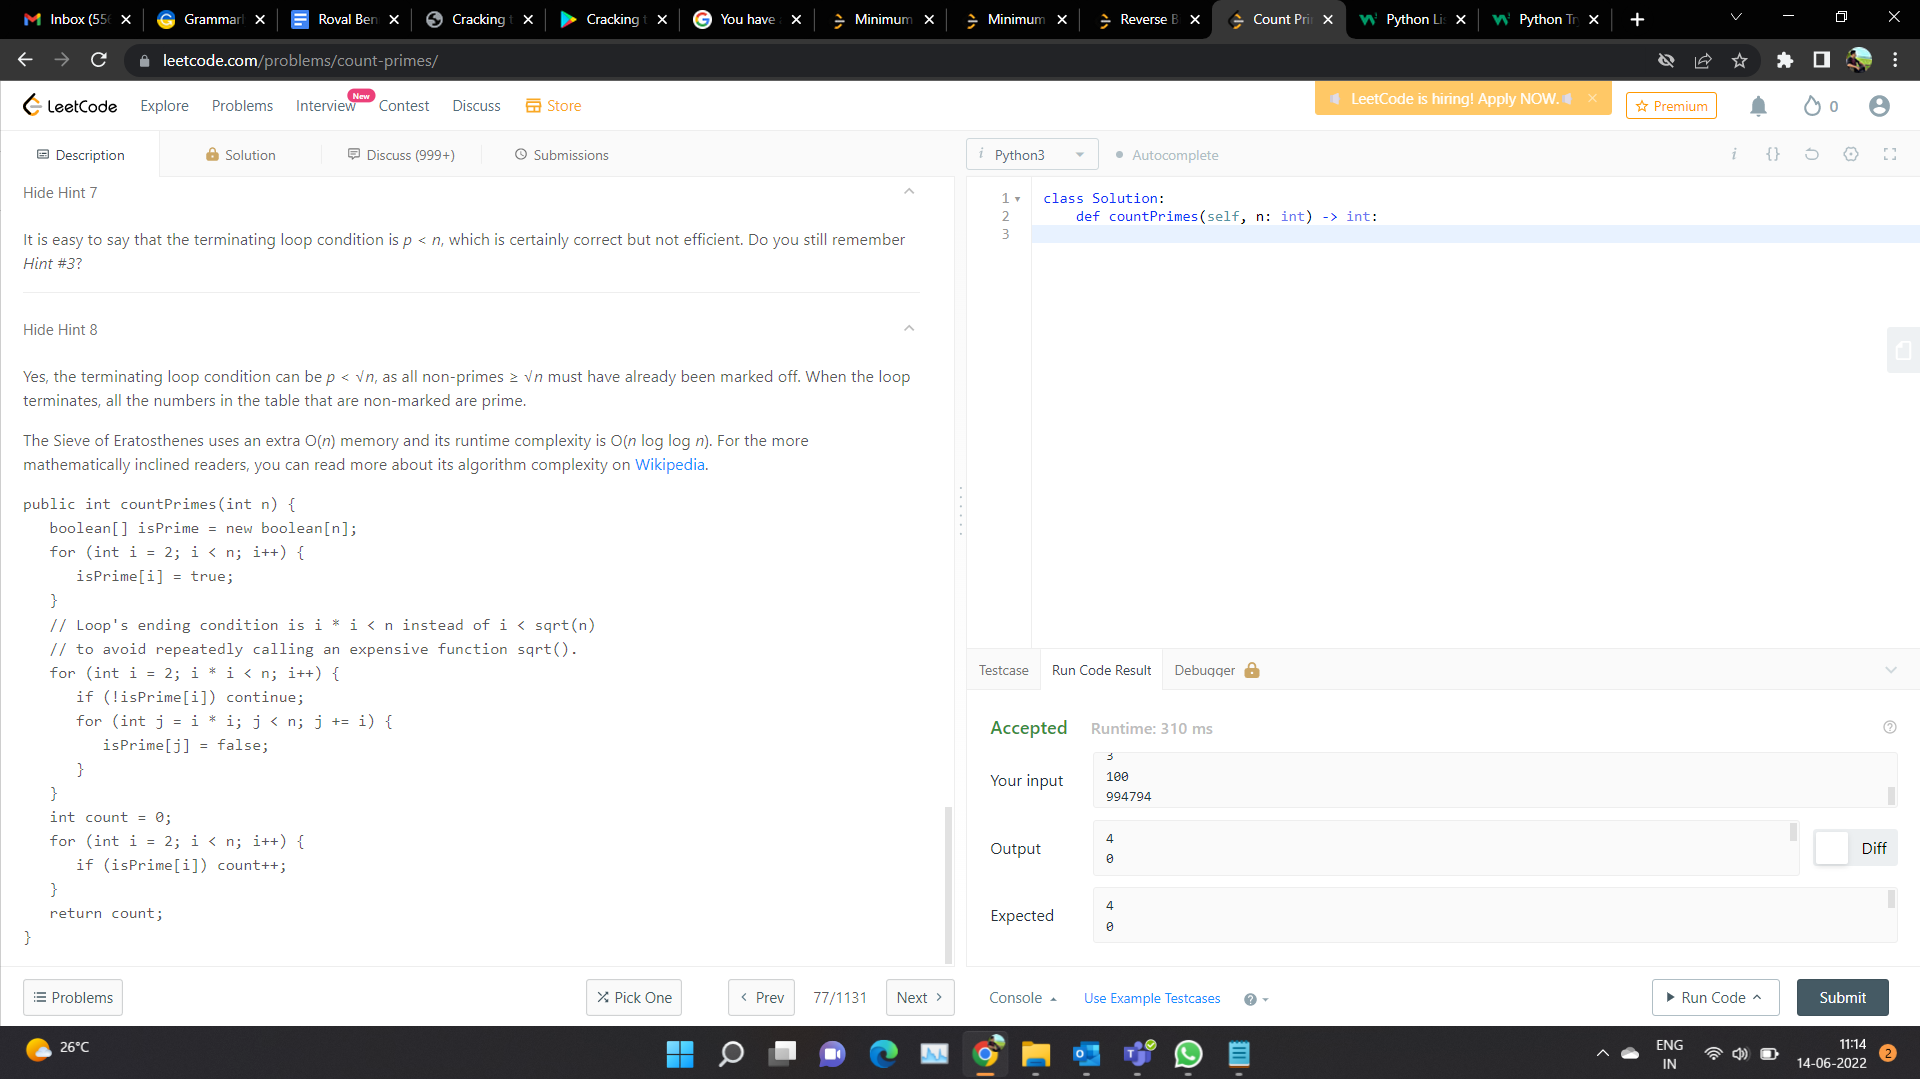 Inbox (55
Grammar
Roval Ben
Cracking t
Cracking t
You have
Minimum
Minimum
Reverse B
Count Pri
Python Li
Python Tr
leetcode.com/problems/count-primes/
LeetCode
Explore
Problems
Interview
New
Contest
Discuss
Store
LeetCode is hiring! Apply NOW.
Premium
0
Description
Solution
Discuss (999+)
Submissions
i Python3
Autocomplete
i {}
Hide Hint 7
It is easy to say that the terminating loop condition is p < n, which is certainly correct but not efficient. Do you still remember
Hint #3?
Hide Hint 8
Yes, the terminating loop condition can be p < √n, as all non-primes ≥ √n must have already been marked off. When the loop
terminates, all the numbers in the table that are non-marked are prime.
The Sieve of Eratosthenes uses an extra O(n) memory and its runtime complexity is O(n log log n). For the more
mathematically inclined readers, you can read more about its algorithm complexity on Wikipedia.
public int countPrimes(int n) {
   boolean[] isPrime = new boolean[n];
   for (int i = 2; i < n; i++) {
      isPrime[i] = true;
   }
   // Loop's ending condition is i * i < n instead of i < sqrt(n)
   // to avoid repeatedly calling an expensive function sqrt().
   for (int i = 2; i * i < n; i++) {
      if (!isPrime[i]) continue;
      for (int j = i * i; j < n; j += i) {
         isPrime[j] = false;
      }
   }
   int count = 0;
   for (int i = 2; i < n; i++) {
      if (isPrime[i]) count++;
   }
   return count;
}
1 class Solution:
2     def countPrimes(self, n: int) -> int:
3
Testcase
Run Code Result
Debugger
Accepted
Runtime: 310 ms
Your input
3
100
994794
Output
4
0
Diff
Expected
4
0
Problems
Pick One
Prev
77/1131
Next
Console
Use Example Testcases
Run Code
Submit
26°C
ENG
IN
11:14
14-06-2022
2